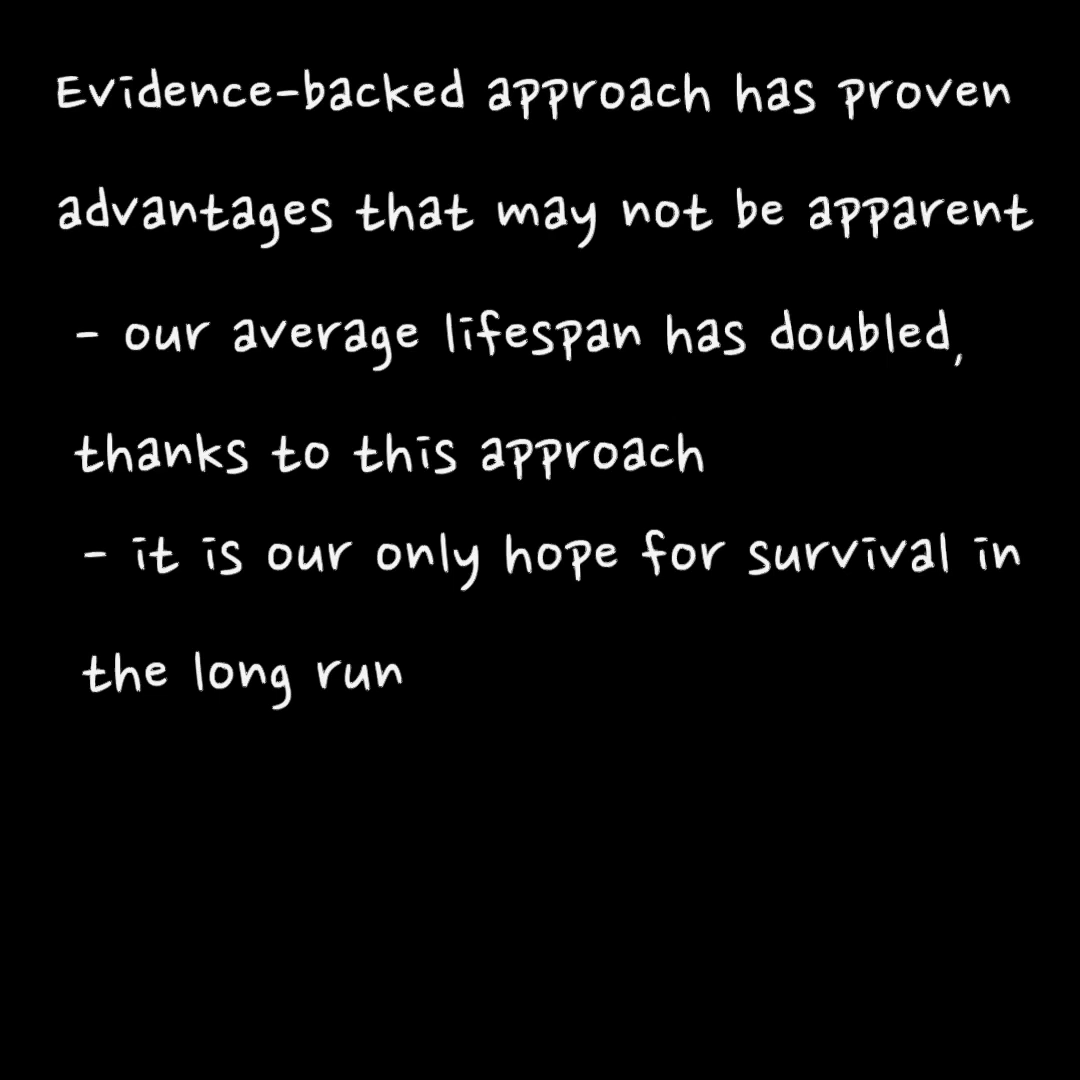 Evidence-backed approach has proven
advantages that may not be apparent
- our average lifespan has doubled,
thanks to this approach
- it is our only hope for survival in
the long run